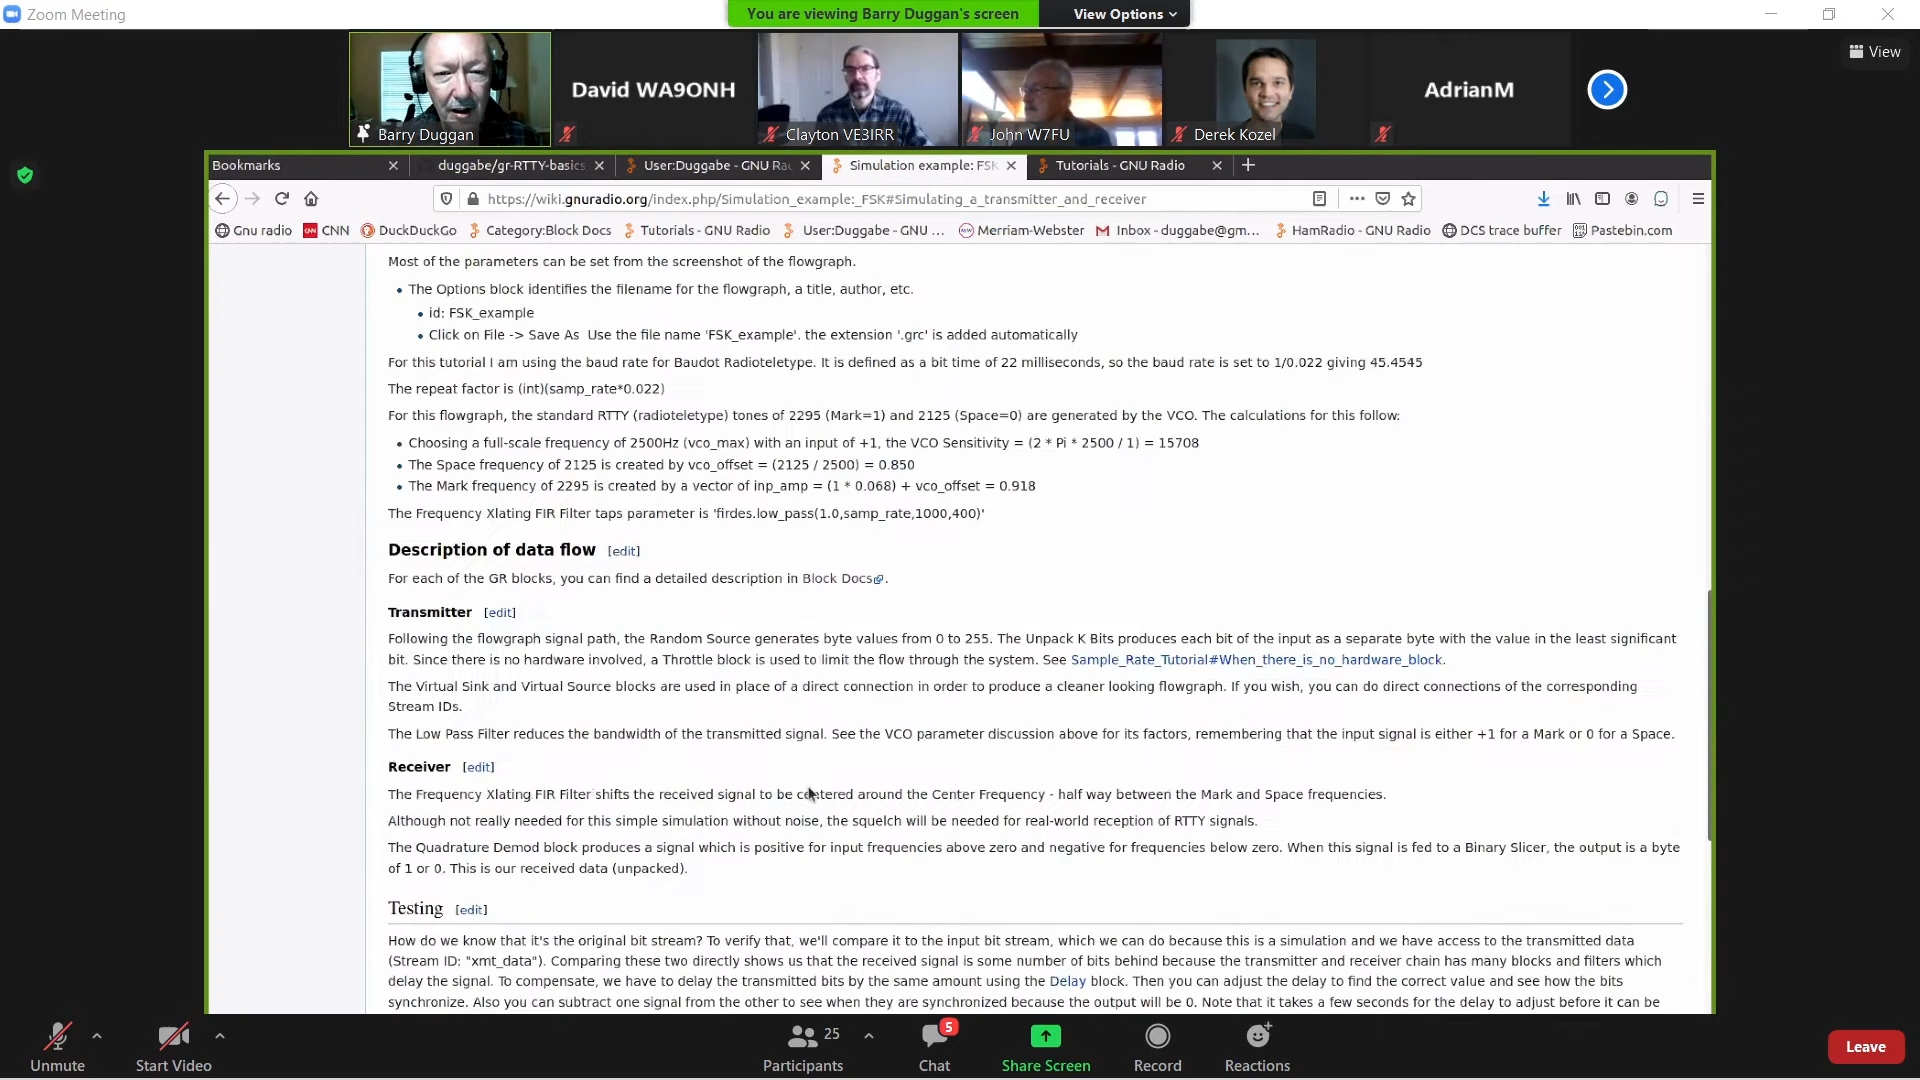 Zoom Meeting
You are viewing Barry Duggan's screen
View Options
View
Barry Duggan
David WA9ONH
Clayton VE3IRR
John W7FU
Derek Kozel
AdrianM
Bookmarks
duggabe/gr-RTTY-basics
User:Duggabe - GNU Ra
Simulation example: FSK
Tutorials - GNU Radio
https://wiki.gnuradio.org/index.php/Simulation_example:_FSK#Simulating_a_transmitter_and_receiver
Gnu radio CNN DuckDuckGo Category:Block Docs Tutorials - GNU Radio User:Duggabe - GNU ... Merriam-Webster Inbox - duggabe@gm... HamRadio - GNU Radio DCS trace buffer Pastebin.com
Most of the parameters can be set from the screenshot of the flowgraph.
The Options block identifies the filename for the flowgraph, a title, author, etc.
id: FSK_example
Click on File -> Save As Use the file name 'FSK_example'. the extension '.grc' is added automatically
For this tutorial I am using the baud rate for Baudot Radioteletype. It is defined as a bit time of 22 milliseconds, so the baud rate is set to 1/0.022 giving 45.4545
The repeat factor is (int)(samp_rate*0.022)
For this flowgraph, the standard RTTY (radioteletype) tones of 2295 (Mark=1) and 2125 (Space=0) are generated by the VCO. The calculations for this follow:
Choosing a full-scale frequency of 2500Hz (vco_max) with an input of +1, the VCO Sensitivity = (2 * Pi * 2500 / 1) = 15708
The Space frequency of 2125 is created by vco_offset = (2125 / 2500) = 0.850
The Mark frequency of 2295 is created by a vector of inp_amp = (1 * 0.068) + vco_offset = 0.918
The Frequency Xlating FIR Filter taps parameter is 'firdes.low_pass(1.0,samp_rate,1000,400)'
Description of data flow [edit]
For each of the GR blocks, you can find a detailed description in Block Docs.
Transmitter [edit]
Following the flowgraph signal path, the Random Source generates byte values from 0 to 255. The Unpack K Bits produces each bit of the input as a separate byte with the value in the least significant
bit. Since there is no hardware involved, a Throttle block is used to limit the flow through the system. See Sample_Rate_Tutorial#When_there_is_no_hardware_block.
The Virtual Sink and Virtual Source blocks are used in place of a direct connection in order to produce a cleaner looking flowgraph. If you wish, you can do direct connections of the corresponding
Stream IDs.
The Low Pass Filter reduces the bandwidth of the transmitted signal. See the VCO parameter discussion above for its factors, remembering that the input signal is either +1 for a Mark or 0 for a Space.
Receiver [edit]
The Frequency Xlating FIR Filter shifts the received signal to be centered around the Center Frequency - half way between the Mark and Space frequencies.
Although not really needed for this simple simulation without noise, the squelch will be needed for real-world reception of RTTY signals.
The Quadrature Demod block produces a signal which is positive for input frequencies above zero and negative for frequencies below zero. When this signal is fed to a Binary Slicer, the output is a byte
of 1 or 0. This is our received data (unpacked).
Testing [edit]
How do we know that it's the original bit stream? To verify that, we'll compare it to the input bit stream, which we can do because this is a simulation and we have access to the transmitted data
(Stream ID: "xmt_data"). Comparing these two directly shows us that the received signal is some number of bits behind because the transmitter and receiver chain has many blocks and filters which
delay the signal. To compensate, we have to delay the transmitted bits by the same amount using the Delay block. Then you can adjust the delay to find the correct value and see how the bits
synchronize. Also you can subtract one signal from the other to see when they are synchronized because the output will be 0. Note that it takes a few seconds for the delay to adjust before it can be
25
5
Unmute
Start Video
Participants
Chat
Share Screen
Record
Reactions
Leave